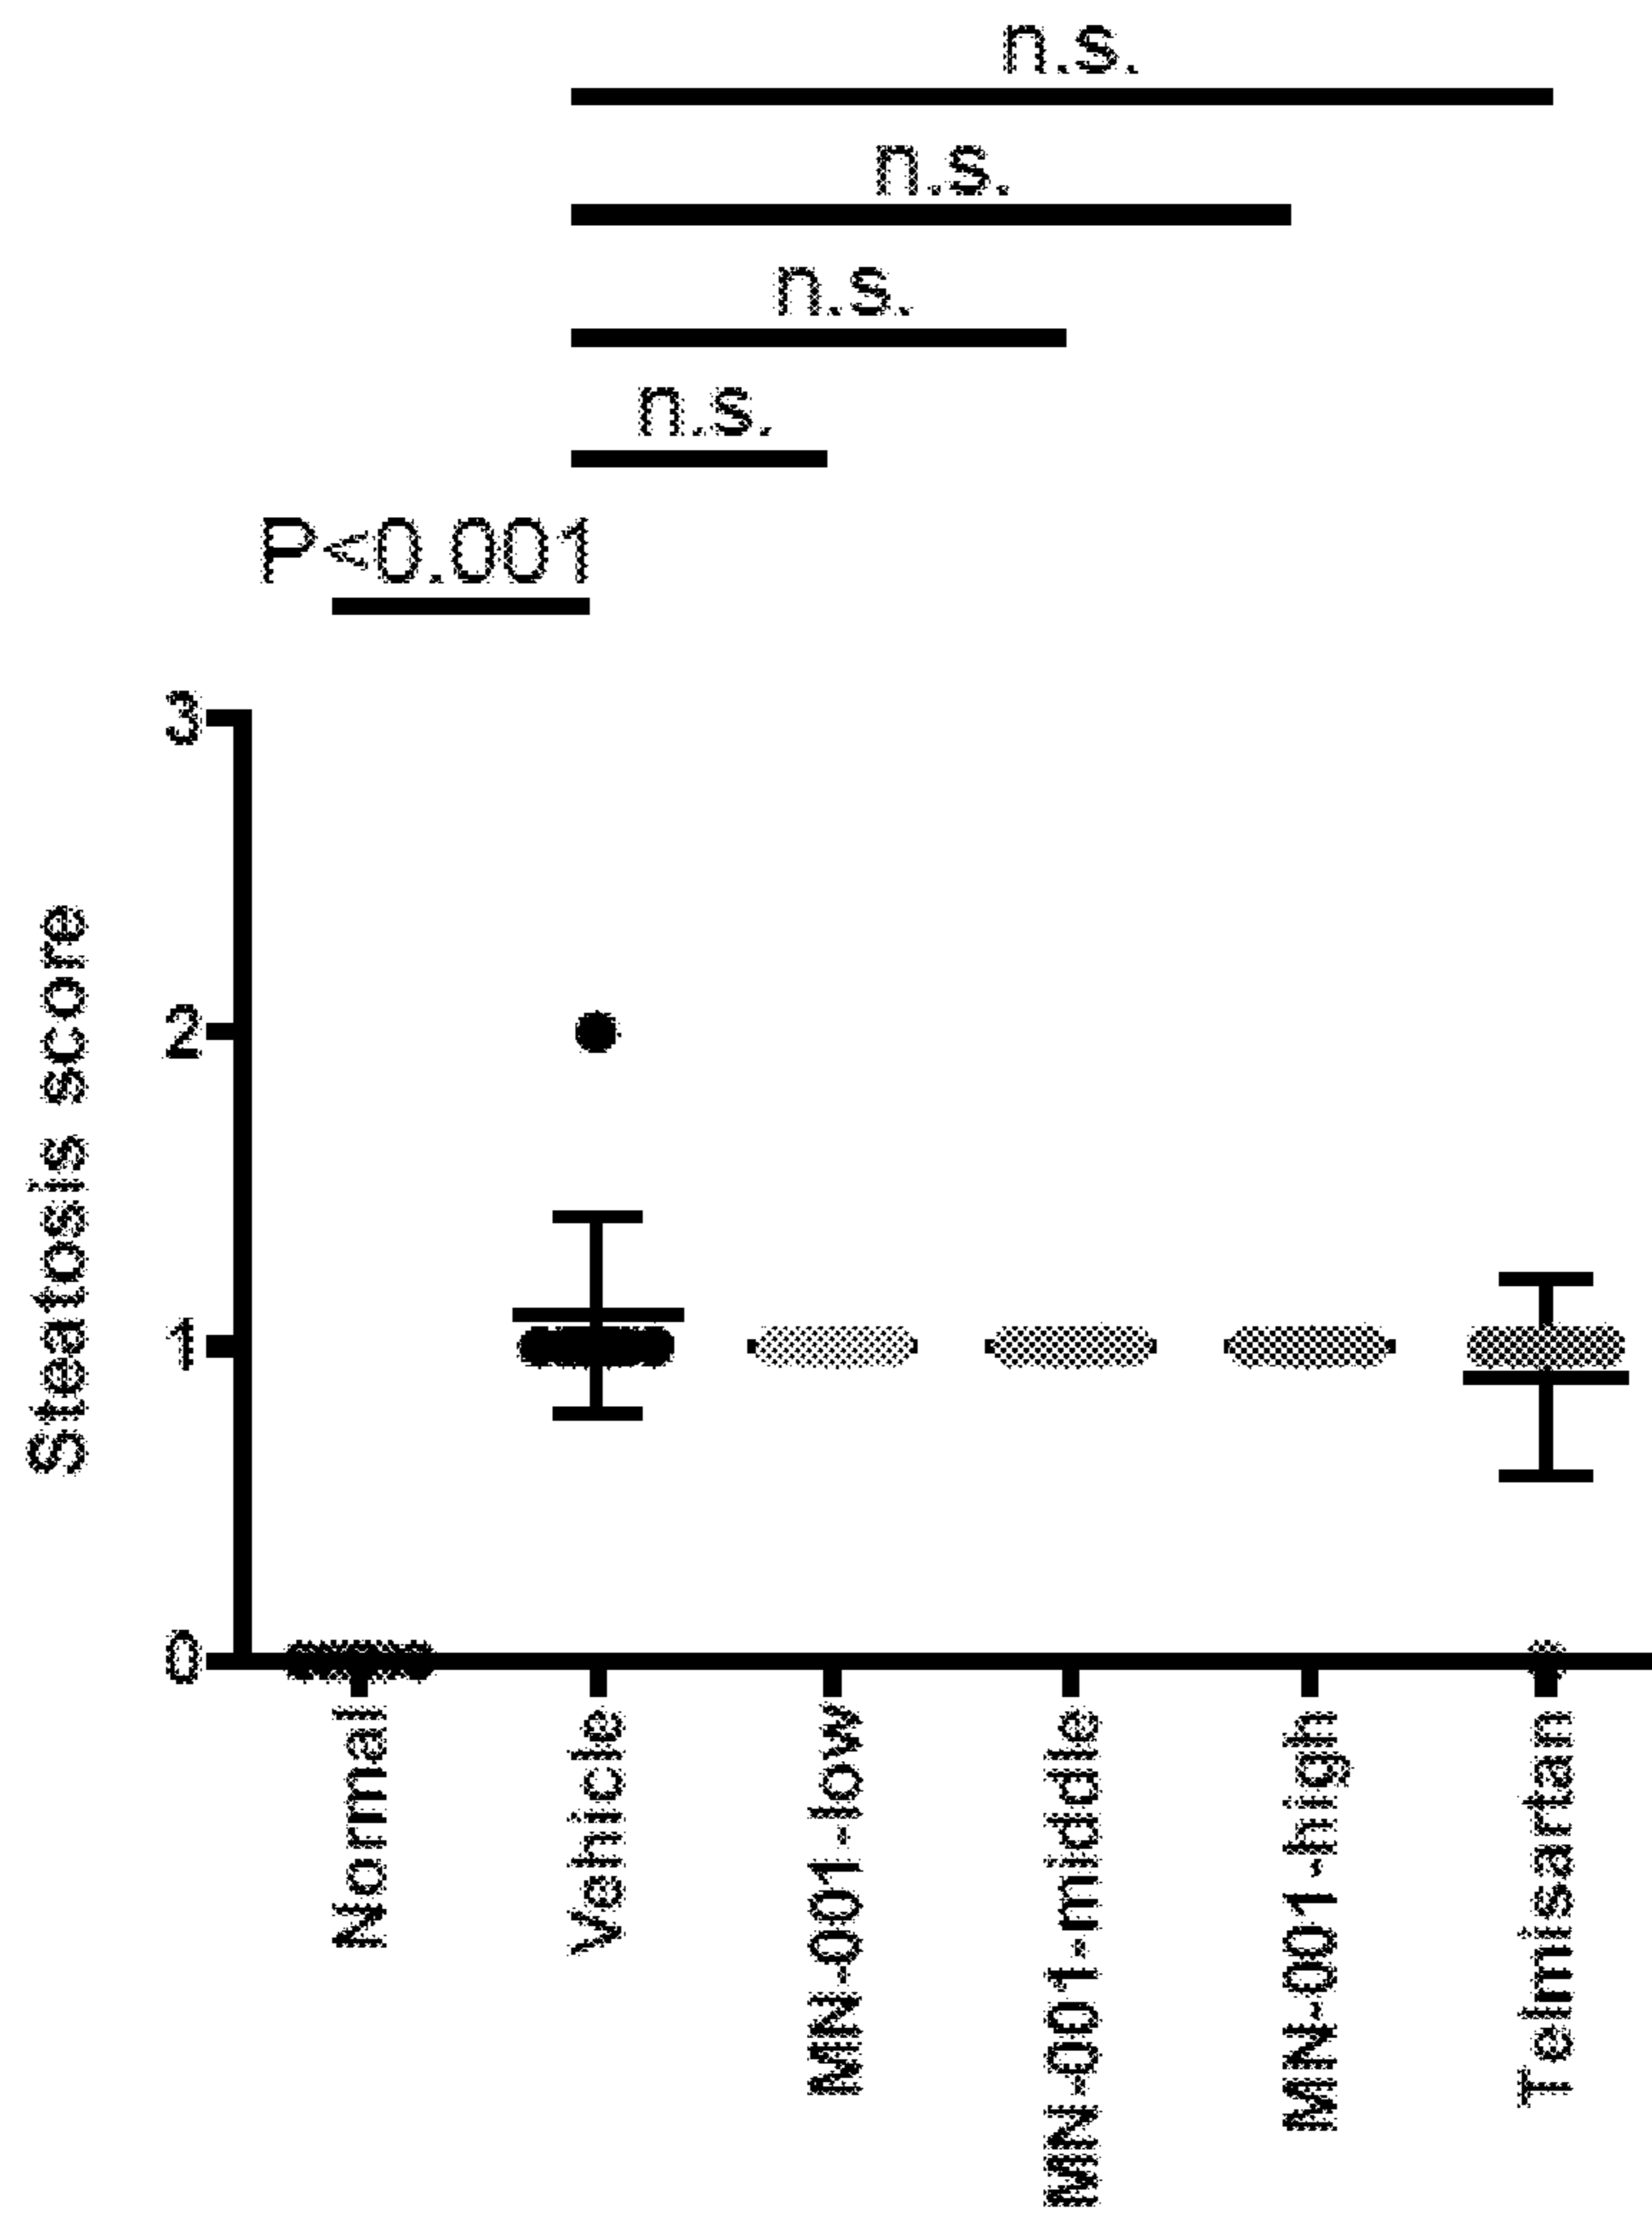 n.s.
n.s.
n.s.
n.s.
P<0.001
3
2
1
0
Steatosis score
Normal
Vehicle
MN-001-low
MN-001-middle
MN-001-high
Telmisartan